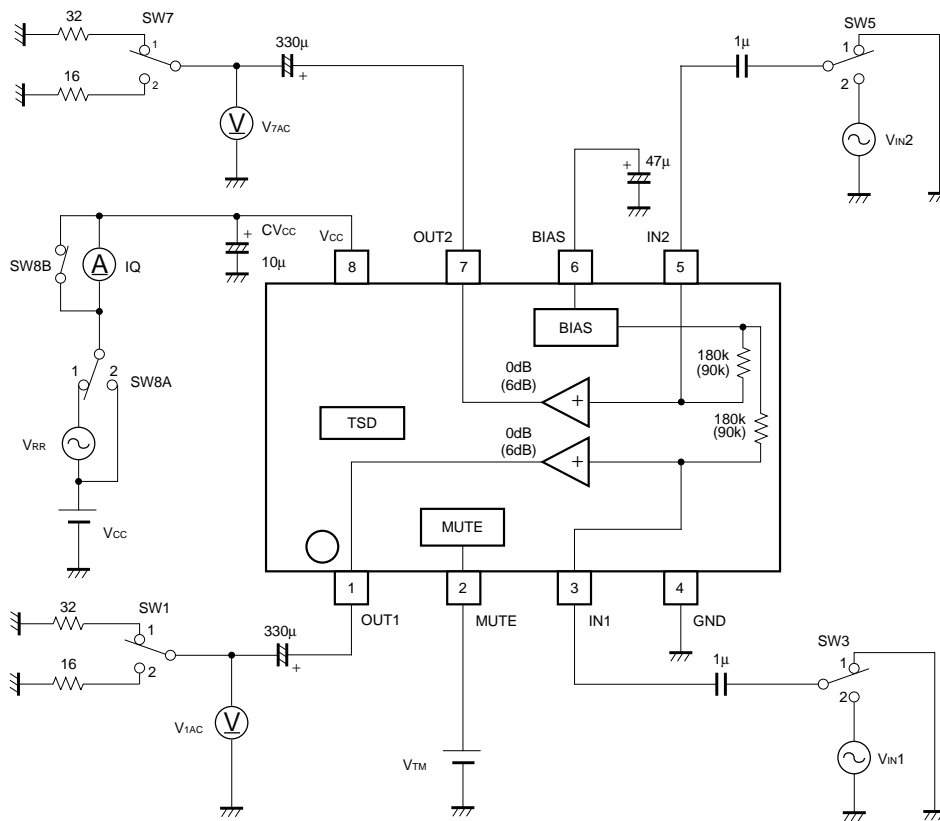 32
SW7
1
330µ
+
16
2
V7AC
1µ
SW5
1
2
VIN2
+
47µ
SW8B
A
IQ
+
CVCC
10µ
VCC
OUT2
BIAS
IN2
8
7
6
5
BIAS
180k
(90k)
0dB
(6dB)
+
180k
(90k)
TSD
0dB
(6dB)
+
1
2
SW8A
VRR
VCC
MUTE
1
2
3
4
OUT1
MUTE
IN1
GND
32
SW1
1
330µ
+
16
2
V
V1AC
VTM
1µ
SW3
1
2
VIN1
V